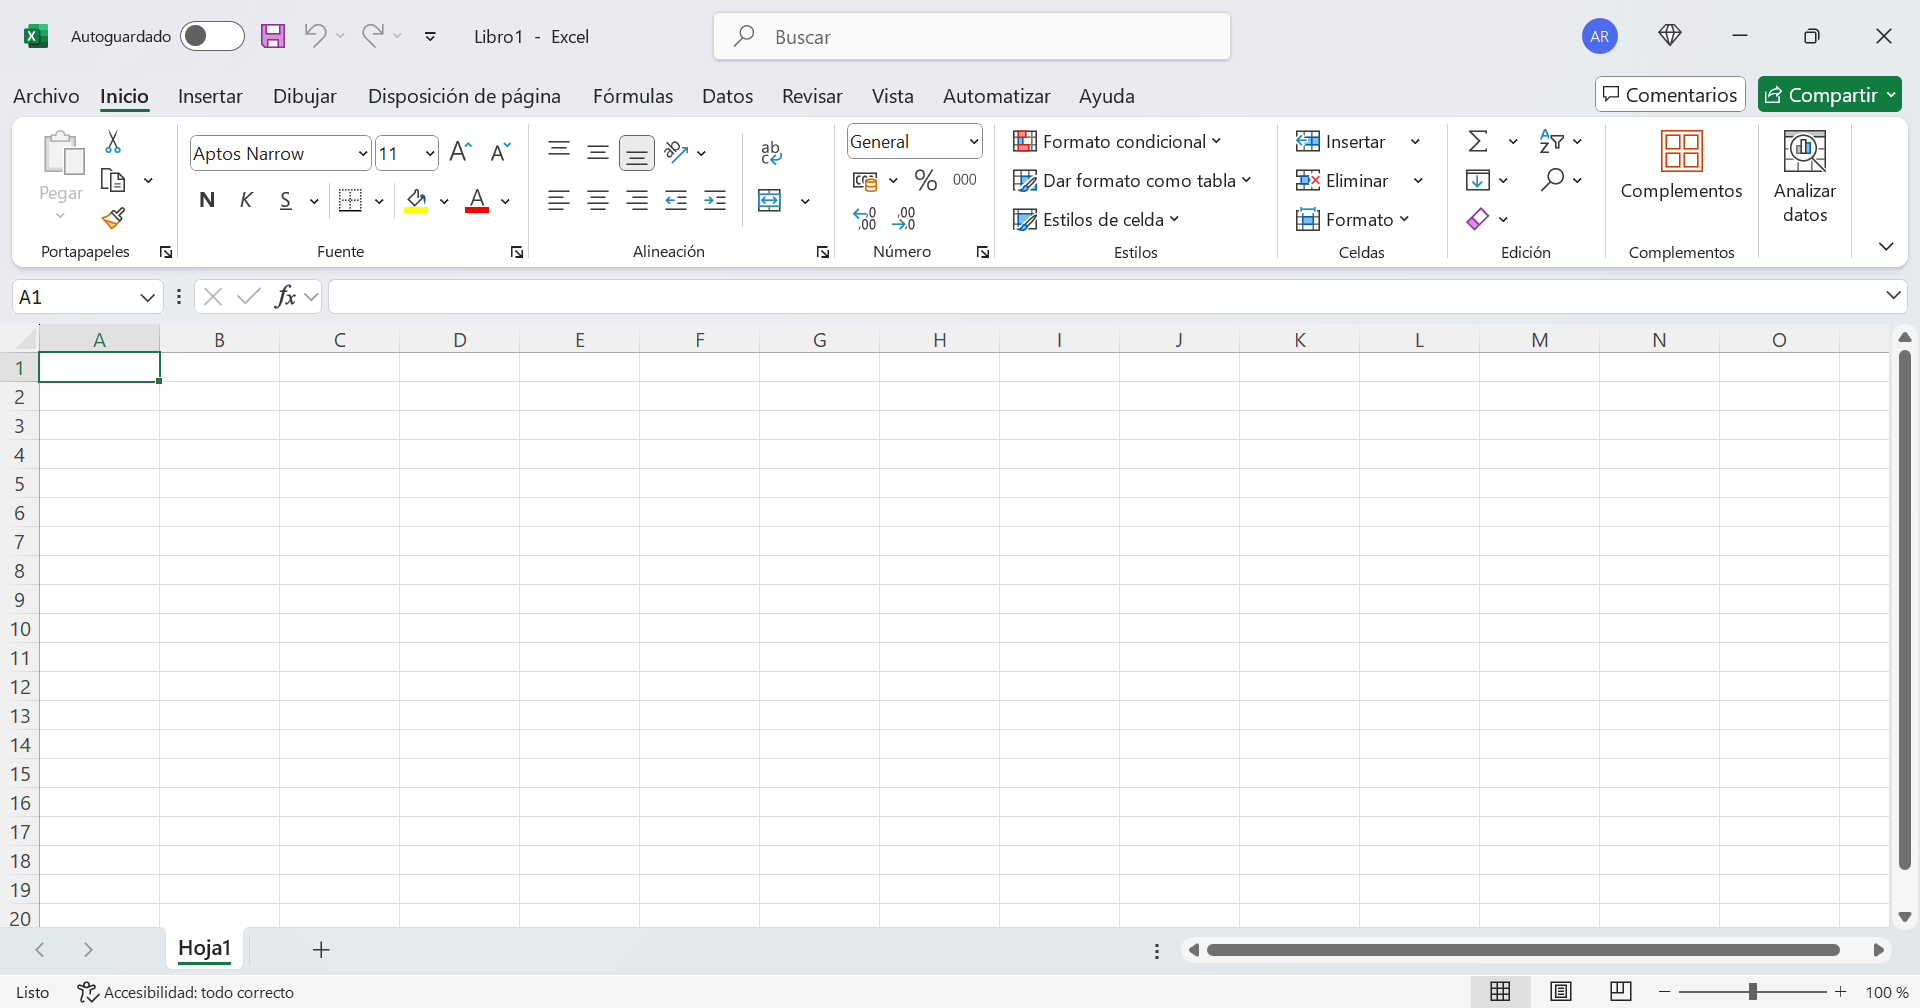 Autoguardado
Libro1 - Excel
Buscar
AR
Archivo Inicio Insertar Dibujar Disposición de página Fórmulas Datos Revisar Vista Automatizar Ayuda
Comentarios Compartir
Pegar
Portapapeles
Aptos Narrow 11
N K S A
Fuente
ab
Alineación
General
% 000
Número
Formato condicional
Dar formato como tabla
Estilos de celda
Estilos
Insertar
Eliminar
Formato
Celdas
Edición
Complementos
Complementos
Analizar
datos
A1
fx
A B C D E F G H I J K L M N O
1
2
3
4
5
6
7
8
9
10
11
12
13
14
15
16
17
18
19
20
Hoja1
Listo Accesibilidad: todo correcto
100 %